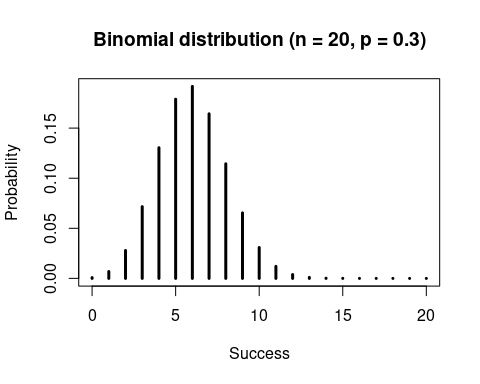 Binomial distribution (n = 20, p = 0.3)
Probability
0.15
0.10
0.05
0.00
0 5 10 15 20
Success